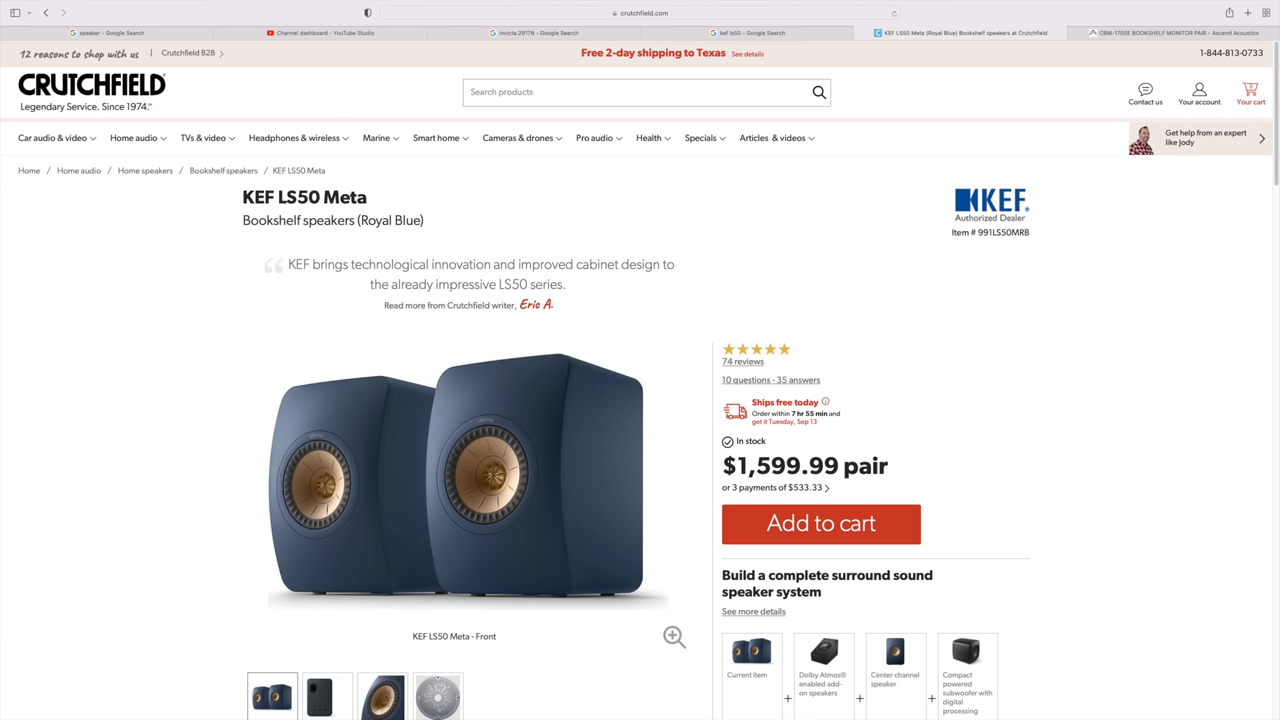 crutchfield.com
speaker - Google Search
Channel dashboard - YouTube Studio
invicta.29178 - Google Search
kef ls50 - Google Search
KEF LS50 Meta (Royal Blue) Bookshelf speakers at Crutchfield
CBM-170SE BOOKSHELF MONITOR PAIR - Ascend Acoustics
12 reasons to shop with us | Crutchfield B2B
Free 2-day shipping to Texas See details
1-844-813-0733
CRUTCHFIELD
Legendary Service. Since 1974.™
Search products
Contact us
Your account
0
Your cart
Car audio & video
Home audio
TVs & video
Headphones & wireless
Marine
Smart home
Cameras & drones
Pro audio
Health
Specials
Articles & videos
Get help from an expert
like Jody
Home / Home audio / Home speakers / Bookshelf speakers / KEF LS50 Meta
KEF LS50 Meta
Bookshelf speakers (Royal Blue)
KEF
Authorized Dealer
Item # 991LS50MRB
“ KEF brings technological innovation and improved cabinet design to
the already impressive LS50 series.
Read more from Crutchfield writer, Eric A.
74 reviews
10 questions - 35 answers
Ships free today
Order within 7 hr 55 min and
get it Tuesday, Sep 13
In stock
$1,599.99 pair
or 3 payments of $533.33
Add to cart
Build a complete surround sound
speaker system
See more details
KEF LS50 Meta - Front
Current item
+
Dolby Atmos®
enabled add-
on speakers
+
Center channel
speaker
+
Compact
powered
subwoofer with
digital
processing